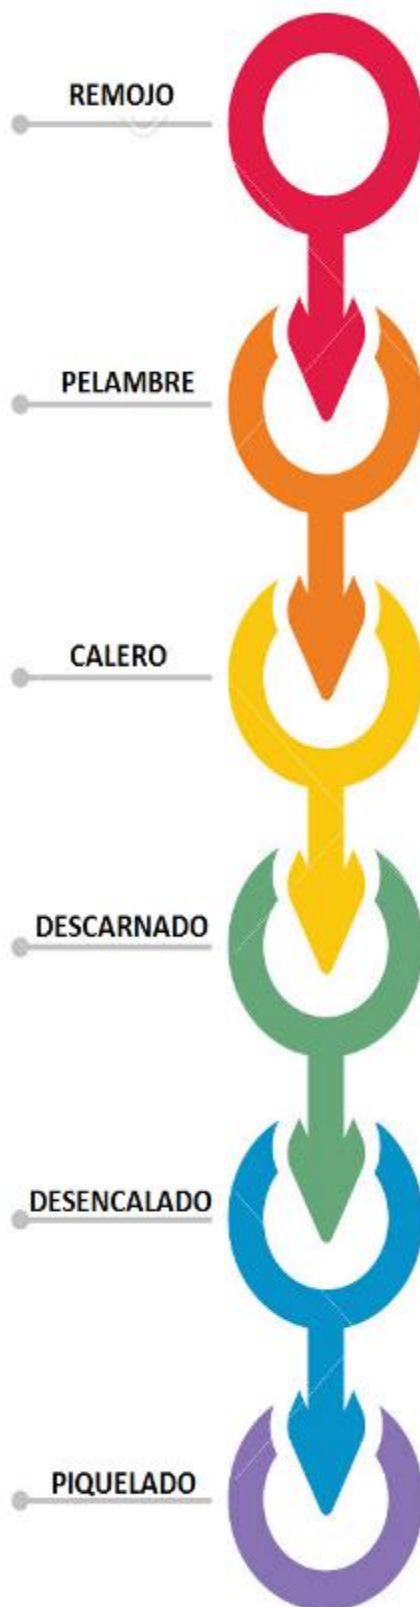 REMOJO
PELAMBRE
CALERO
DESCARNADO
DESENCALADO
PIQUELADO